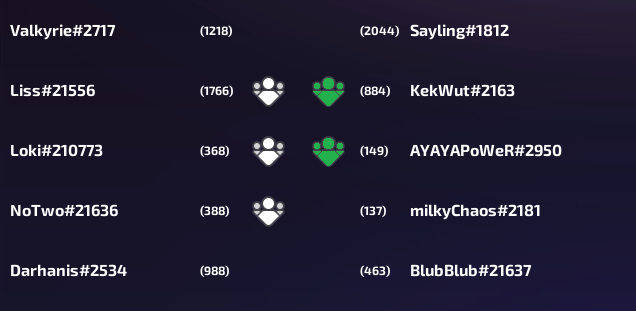 Valkyrie#2717 (1218) (2044) Sayling#1812
Liss#21556 (1766) (884) KekWut#2163
Loki#210773 (368) (149) AYAYAPoWeR#2950
NoTwo#21636 (388) (137) milkyChaos#2181
Darhanis#2534 (988) (463) BlubBlub#21637